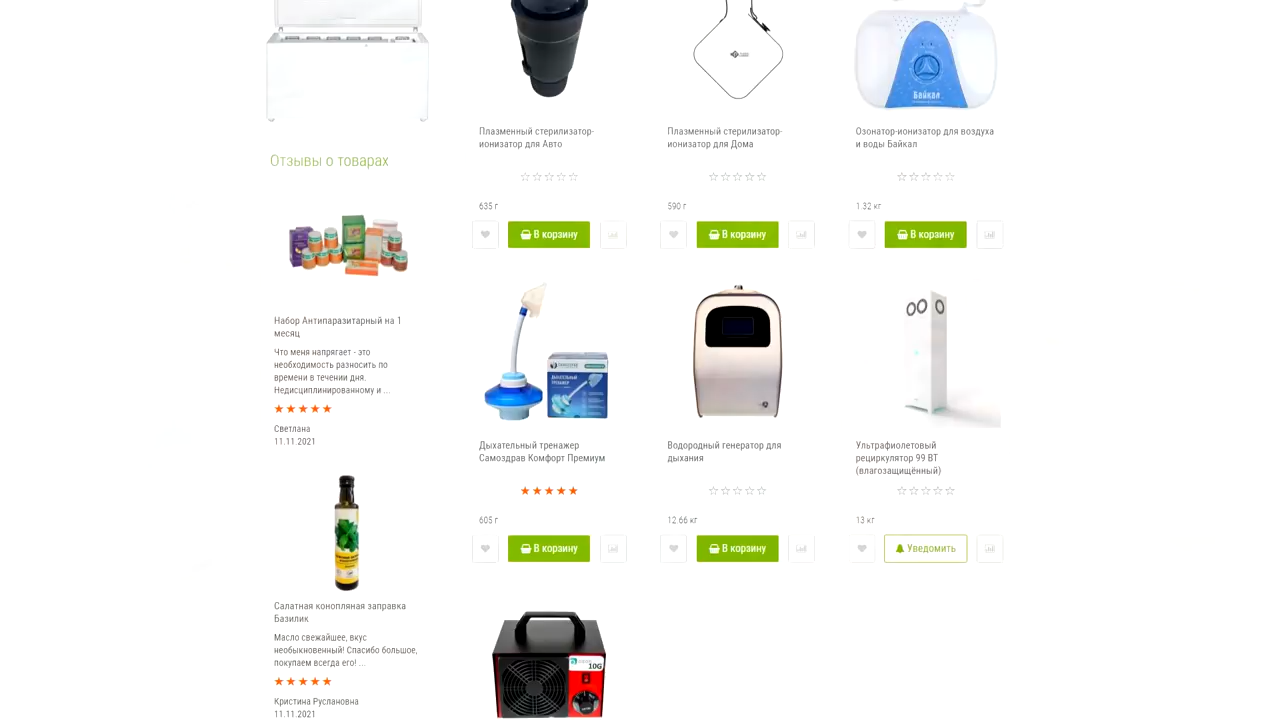 Байкал
Плазменный стерилизатор-
ионизатор для Авто
Плазменный стерилизатор-
ионизатор для Дома
Озонатор-ионизатор для воздуха
и воды Байкал
635 г
590 г
1.32 кг
В корзину
В корзину
В корзину
Отзывы о товарах
Набор Антипаразитарный на 1
месяц
Что меня напрягает - это
необходимость разносить по
времени в течении дня.
Недисциплинированному и ...
Светлана
11.11.2021
Дыхательный тренажер
Самоздрав Комфорт Премиум
Водородный генератор для
дыхания
Ультрафиолетовый
рециркулятор 99 ВТ
(влагозащищённый)
605 г
12.66 кг
13 кг
В корзину
В корзину
Уведомить
Салатная конопляная заправка
Базилик
Масло свежайшее, вкус
необыкновенный! Спасибо большое,
покупаем всегда его! ...
Кристина Руслановна
11.11.2021
10G